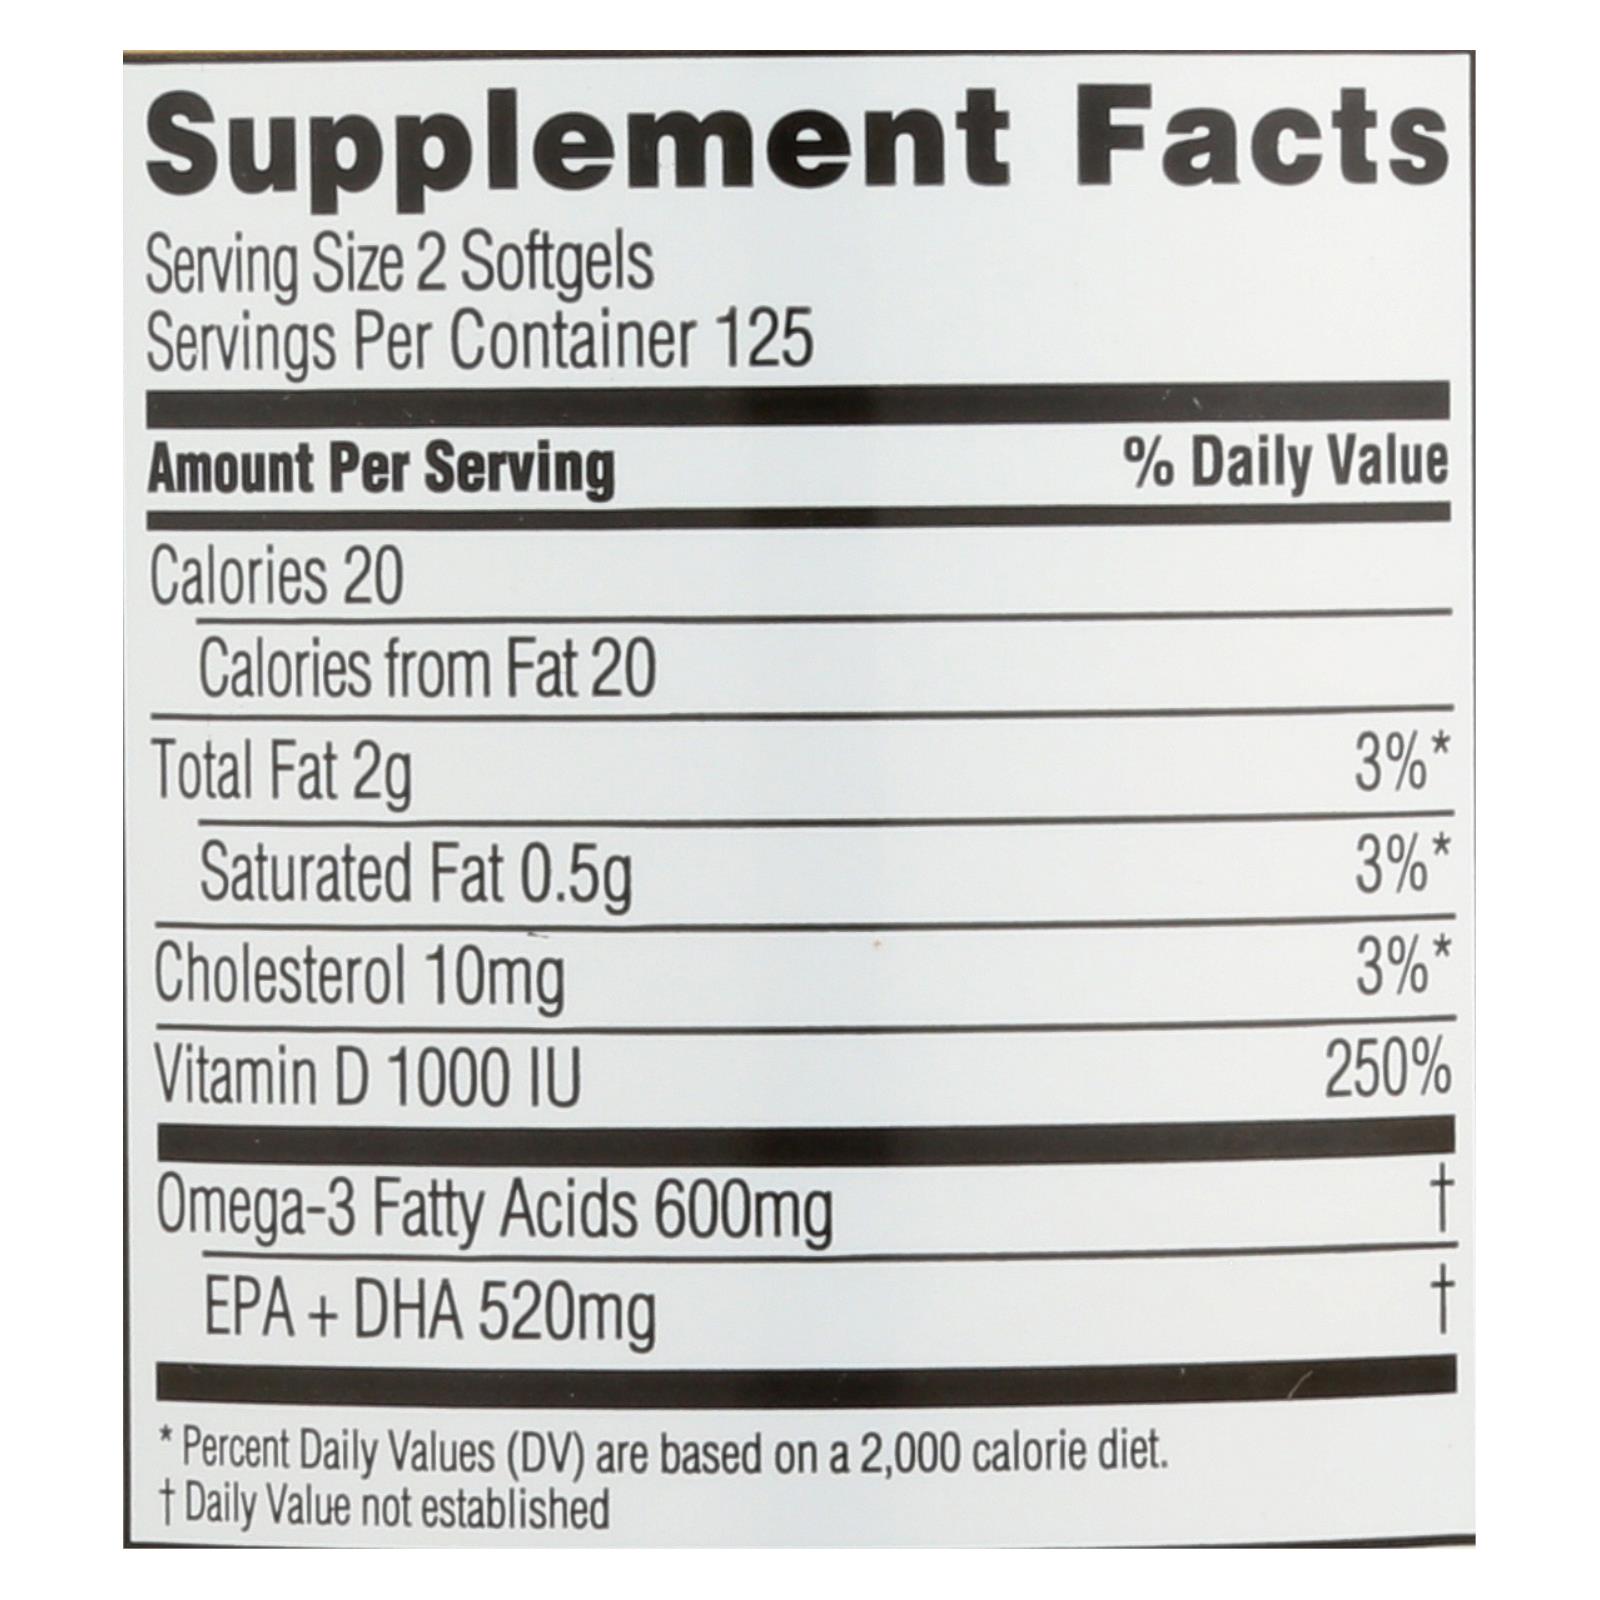 Supplement Facts
Serving Size 2 Softgels
Servings Per Container 125
Amount Per Serving % Daily Value
Calories 20
Calories from Fat 20
Total Fat 2g 3%*
Saturated Fat 0.5g 3%*
Cholesterol 10mg 3%*
Vitamin D 1000 IU 250%
Omega-3 Fatty Acids 600mg †
EPA + DHA 520mg †
* Percent Daily Values (DV) are based on a 2,000 calorie diet.
† Daily Value not established